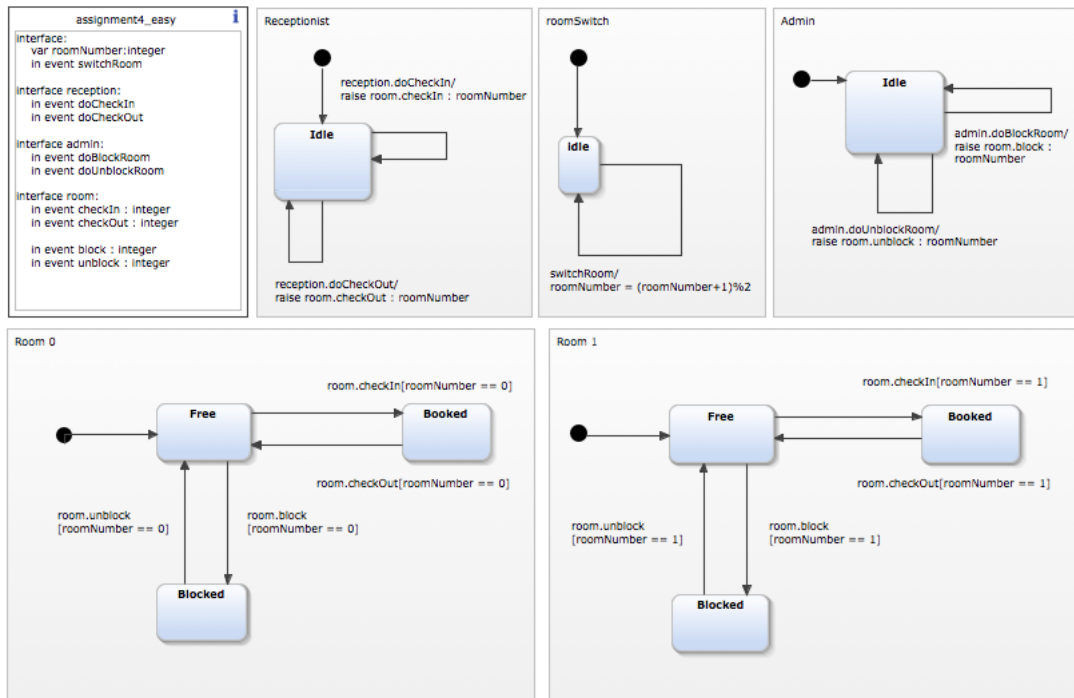 assignment4_easy
i
interface:
var roomNumber:integer
in event switchRoom
interface reception:
in event doCheckIn
in event doCheckOut
interface admin:
in event doBlockRoom
in event doUnblockRoom
interface room:
in event checkIn : integer
in event checkOut : integer
in event block : integer
in event unblock : integer
Receptionist
reception.doCheckIn/
raise room.checkIn : roomNumber
Idle
reception.doCheckOut/
raise room.checkOut : roomNumber
roomSwitch
idle
switchRoom/
roomNumber = (roomNumber+1)%2
Admin
Idle
admin.doBlockRoom/
raise room.block :
roomNumber
admin.doUnblockRoom/
raise room.unblock : roomNumber
Room 0
room.checkIn[roomNumber == 0]
Free
Booked
room.checkOut[roomNumber == 0]
room.unblock
[roomNumber == 0]
room.block
[roomNumber == 0]
Blocked
Room 1
room.checkIn[roomNumber == 1]
Free
Booked
room.checkOut[roomNumber == 1]
room.unblock
[roomNumber == 1]
room.block
[roomNumber == 1]
Blocked